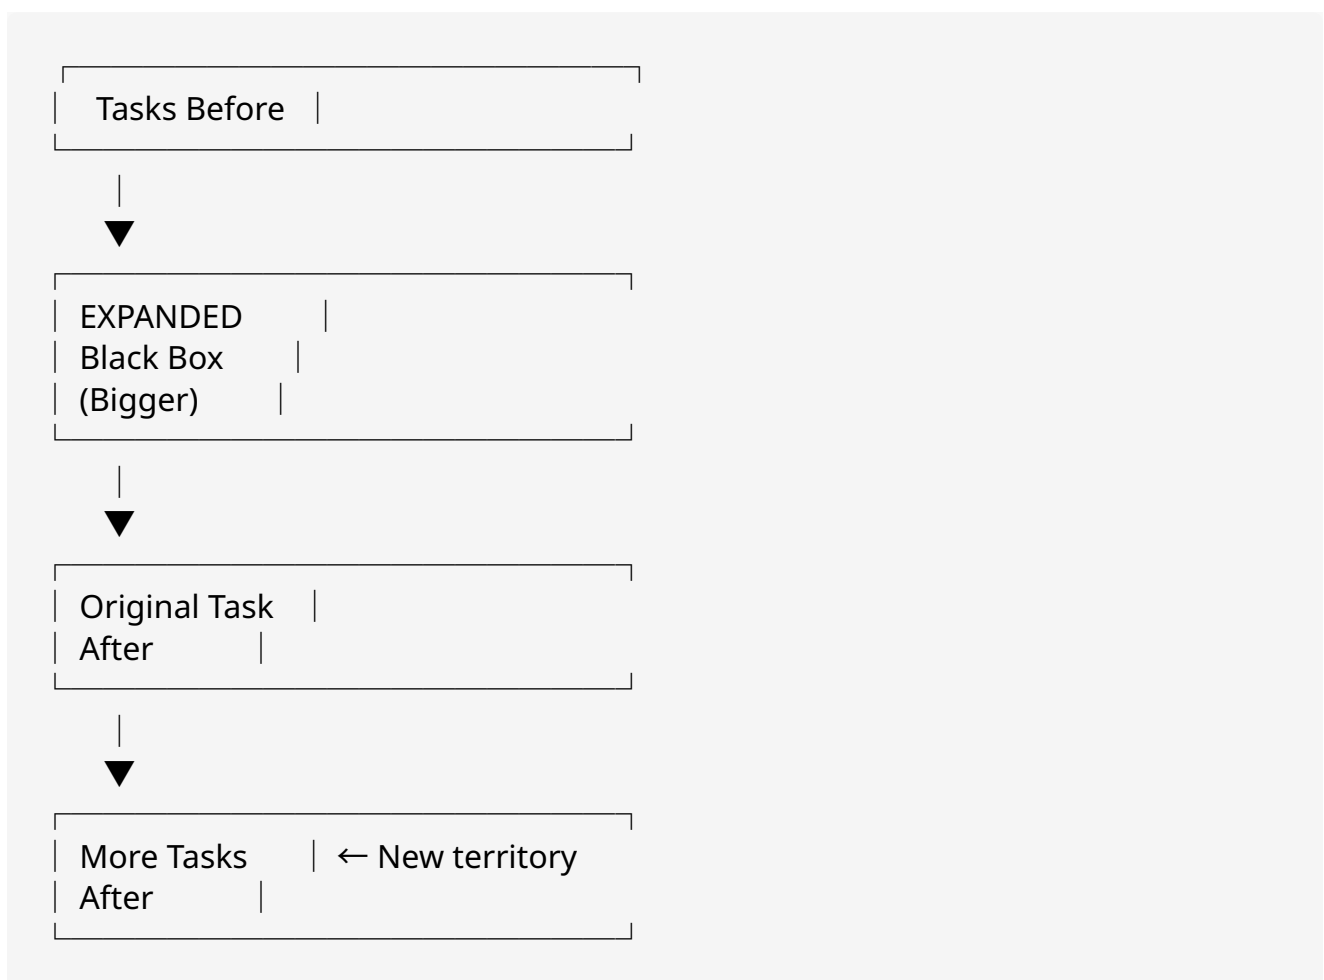 Tasks Before
EXPANDED
Black Box
(Bigger)
Original Task
After
More Tasks ← New territory
After